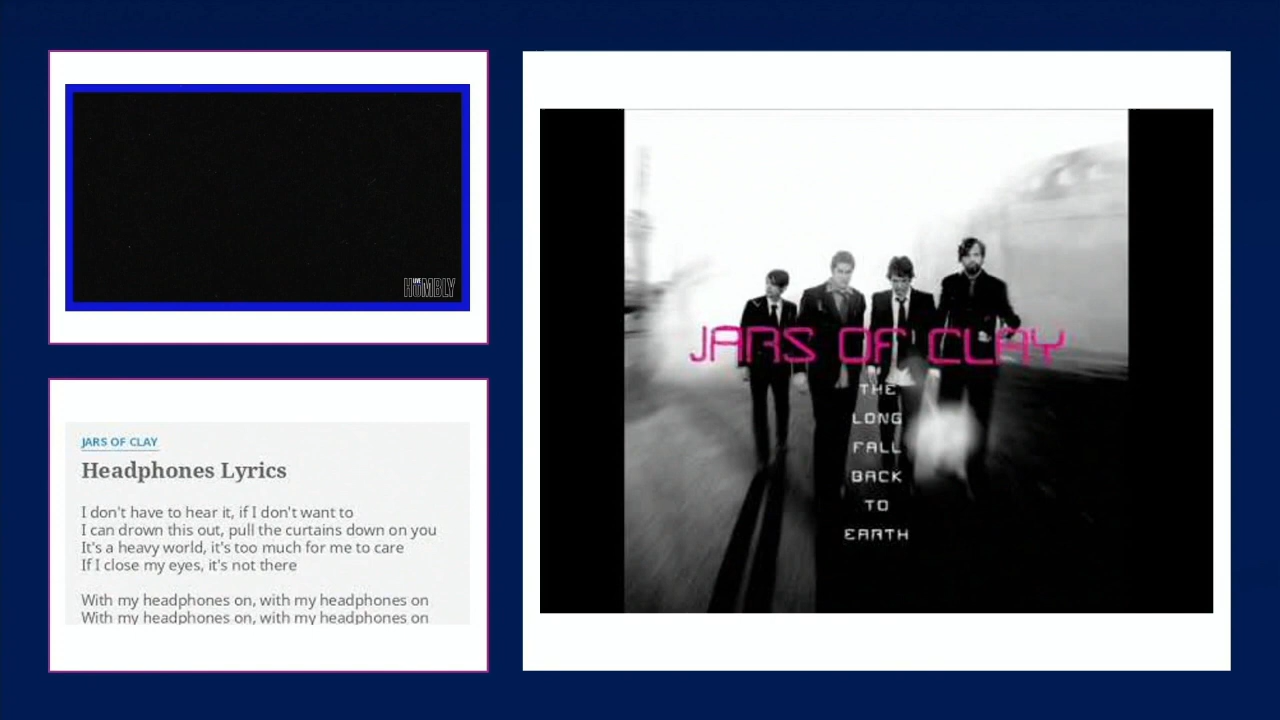 LIVE
HUMBLY
JARS OF CLAY
Headphones Lyrics
I don't have to hear it, if I don't want to
I can drown this out, pull the curtains down on you
It's a heavy world, it's too much for me to care
If I close my eyes, it's not there
With my headphones on, with my headphones on
With my headphones on, with my headphones on
JARS OF CLAY
THE
LONG
FALL
BACK
TO
EARTH